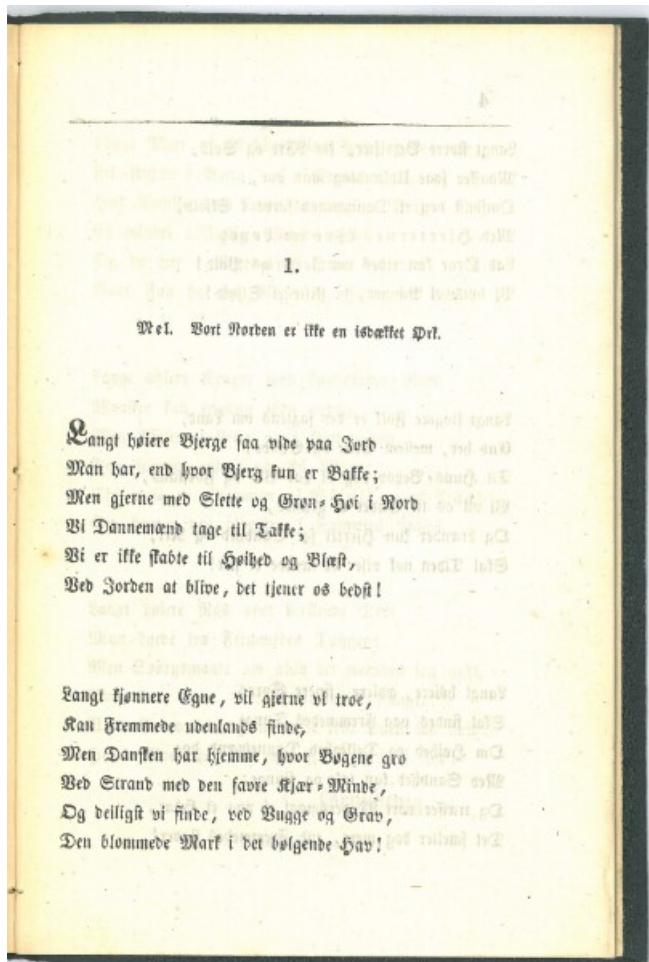 1.
Mel. Vort Norden er ikke en isdækket Ørk.
Langt høiere Bjerge saa vide paa Jord
Man har, end hvor Bjerg kun er Bakke;
Men gjerne med Slette og Grøn-Høi i Nord
Vi Dannemænd tage til Takke;
Vi er ikke skabte til Høihed og Blæst,
Ved Jorden at blive, det tjener os bedst!
Langt kjønnere Egne, vil gjerne vi troe,
Kan Fremmede udenlands finde,
Men Dansken har hjemme, hvor Bøgene groe
Ved Strand med den favre Kjær-Minde,
Og deiligst vi finde, ved Vugge og Grav,
Den blommede Mark i det bølgende Hav!